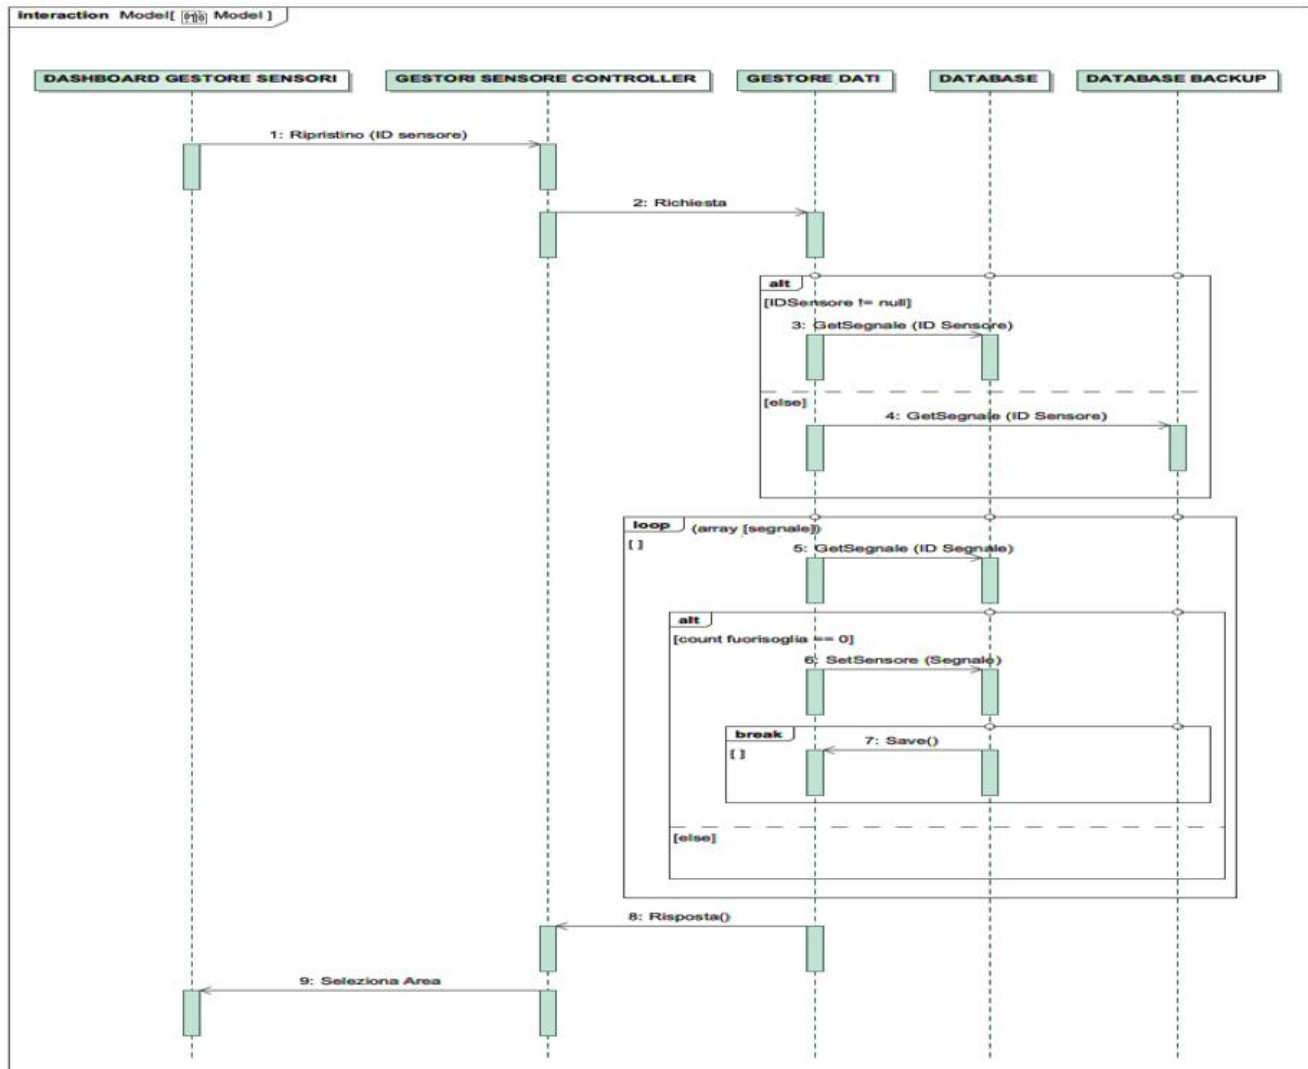 interaction Model[ Model ]
DASHBOARD GESTORE SENSORI
GESTORI SENSORE CONTROLLER
GESTORE DATI
DATABASE
DATABASE BACKUP
1: Ripristino (ID sensore)
2: Richiesta
alt
[IDSensore != null]
3: GetSegnale (ID Sensore)
[else]
4: GetSegnale (ID Sensore)
loop (array [segnale])
[ ]
5: GetSegnale (ID Segnale)
alt
[count fuorisoglia == 0]
6: SetSensore (Segnale)
break
7: Save()
[ ]
[else]
8: Risposta()
9: Seleziona Area